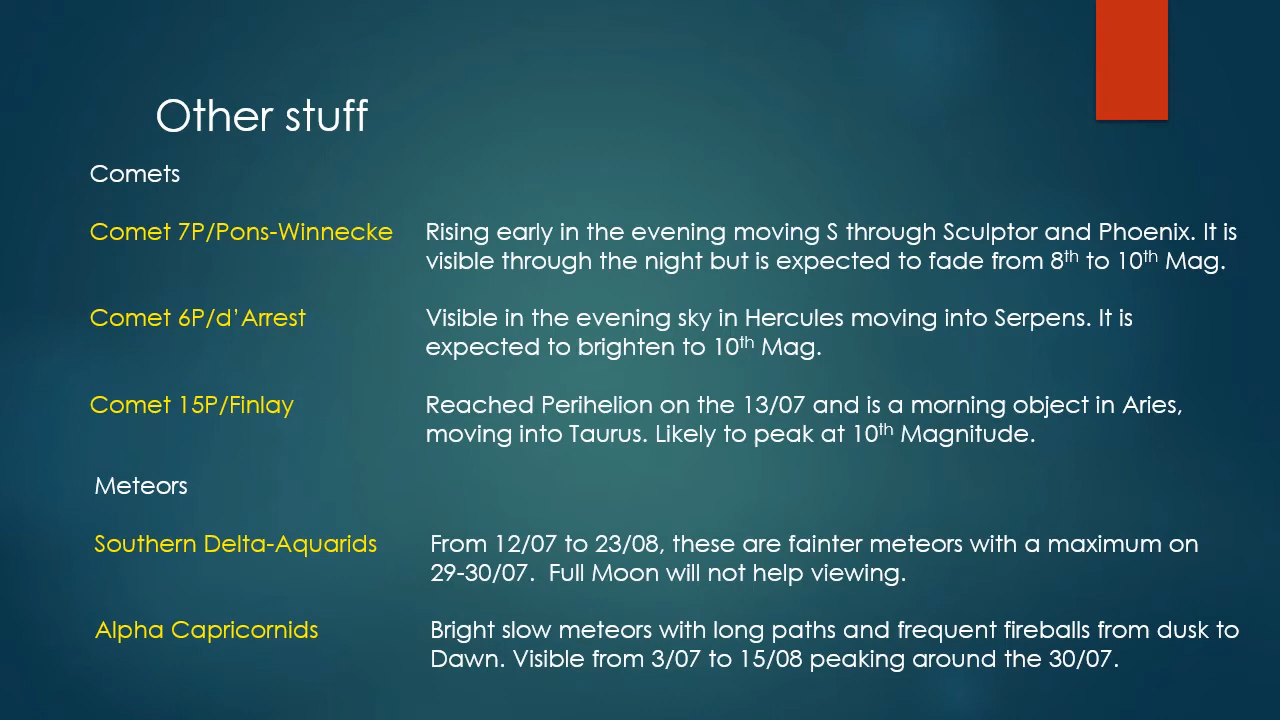 Other stuff
Comets
Comet 7P/Pons-Winnecke Rising early in the evening moving S through Sculptor and Phoenix. It is
visible through the night but is expected to fade from 8th to 10th Mag.
Comet 6P/d’Arrest Visible in the evening sky in Hercules moving into Serpens. It is
expected to brighten to 10th Mag.
Comet 15P/Finlay Reached Perihelion on the 13/07 and is a morning object in Aries,
moving into Taurus. Likely to peak at 10th Magnitude.
Meteors
Southern Delta-Aquarids From 12/07 to 23/08, these are fainter meteors with a maximum on
29-30/07. Full Moon will not help viewing.
Alpha Capricornids Bright slow meteors with long paths and frequent fireballs from dusk to
Dawn. Visible from 3/07 to 15/08 peaking around the 30/07.